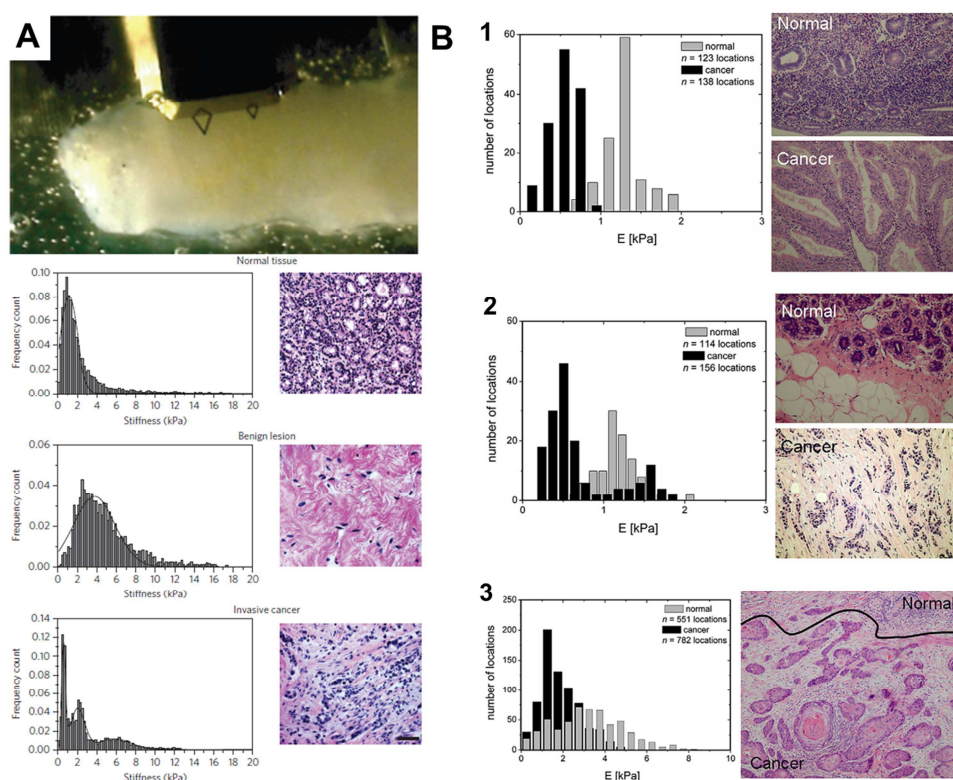 A
Normal tissue
Frequency count
0.10
0.08
0.06
0.04
0.02
0.00
0 2 4 6 8 10 12 14 16 18 20
Stiffness (kPa)
Benign lesion
Frequency count
0.06
0.04
0.02
0.00
0 2 4 6 8 10 12 14 16 18 20
Stiffness (kPa)
Invasive cancer
Frequency count
0.14
0.12
0.10
0.08
0.06
0.04
0.02
0.00
0 2 4 6 8 10 12 14 16 18 20
Stiffness (kPa)
B
1
number of locations
60
40
20
0
0 1 2 3
E [kPa]
normal
n = 123 locations
cancer
n = 138 locations
Normal
Cancer
2
number of locations
60
40
20
0
0 1 2 3
E [kPa]
normal
n = 114 locations
cancer
n = 156 locations
Normal
Cancer
3
number of locations
250
200
150
100
50
0
0 2 4 6 8 10
E [kPa]
normal
n = 551 locations
cancer
n = 782 locations
Normal
Cancer